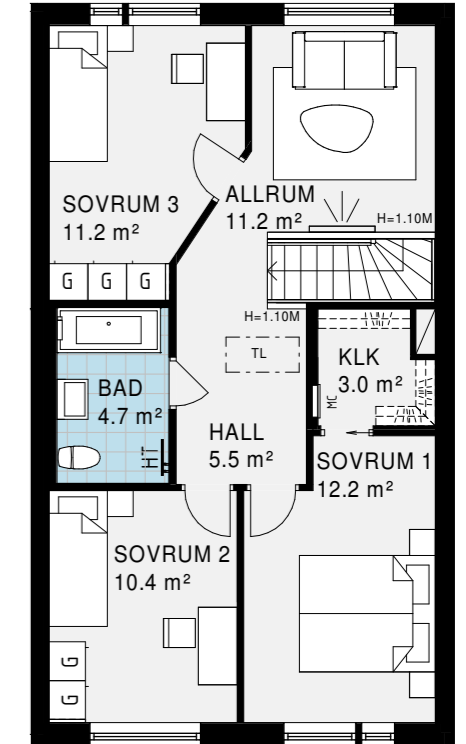 SOVRUM 3
11.2 m²
ALLRUM
11.2 m²
H=1.10M
G
G
G
H=1.10M
TL
KLK
3.0 m²
MC
BAD
4.7 m²
HT
HALL
5.5 m²
SOVRUM 1
12.2 m²
SOVRUM 2
10.4 m²
G
G